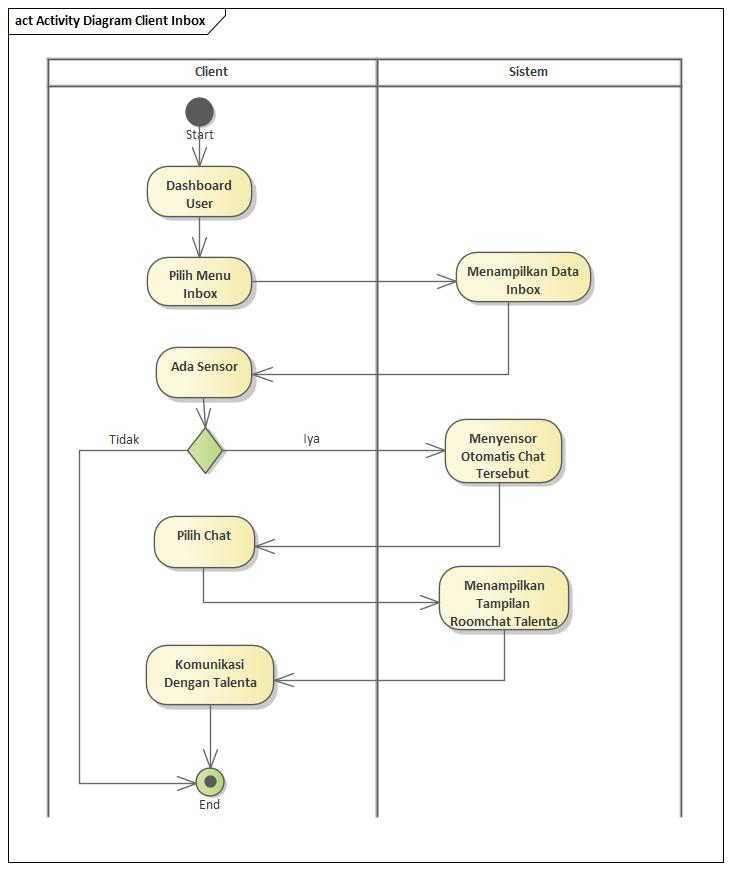 act Activity Diagram Client Inbox
Client
Sistem
Start
Dashboard
User
Pilih Menu
Inbox
Menampilkan Data
Inbox
Ada Sensor
Tidak
Iya
Menyensor
Otomatis Chat
Tersebut
Pilih Chat
Menampilkan
Tampilan
Roomchat Talenta
Komunikasi
Dengan Talenta
End